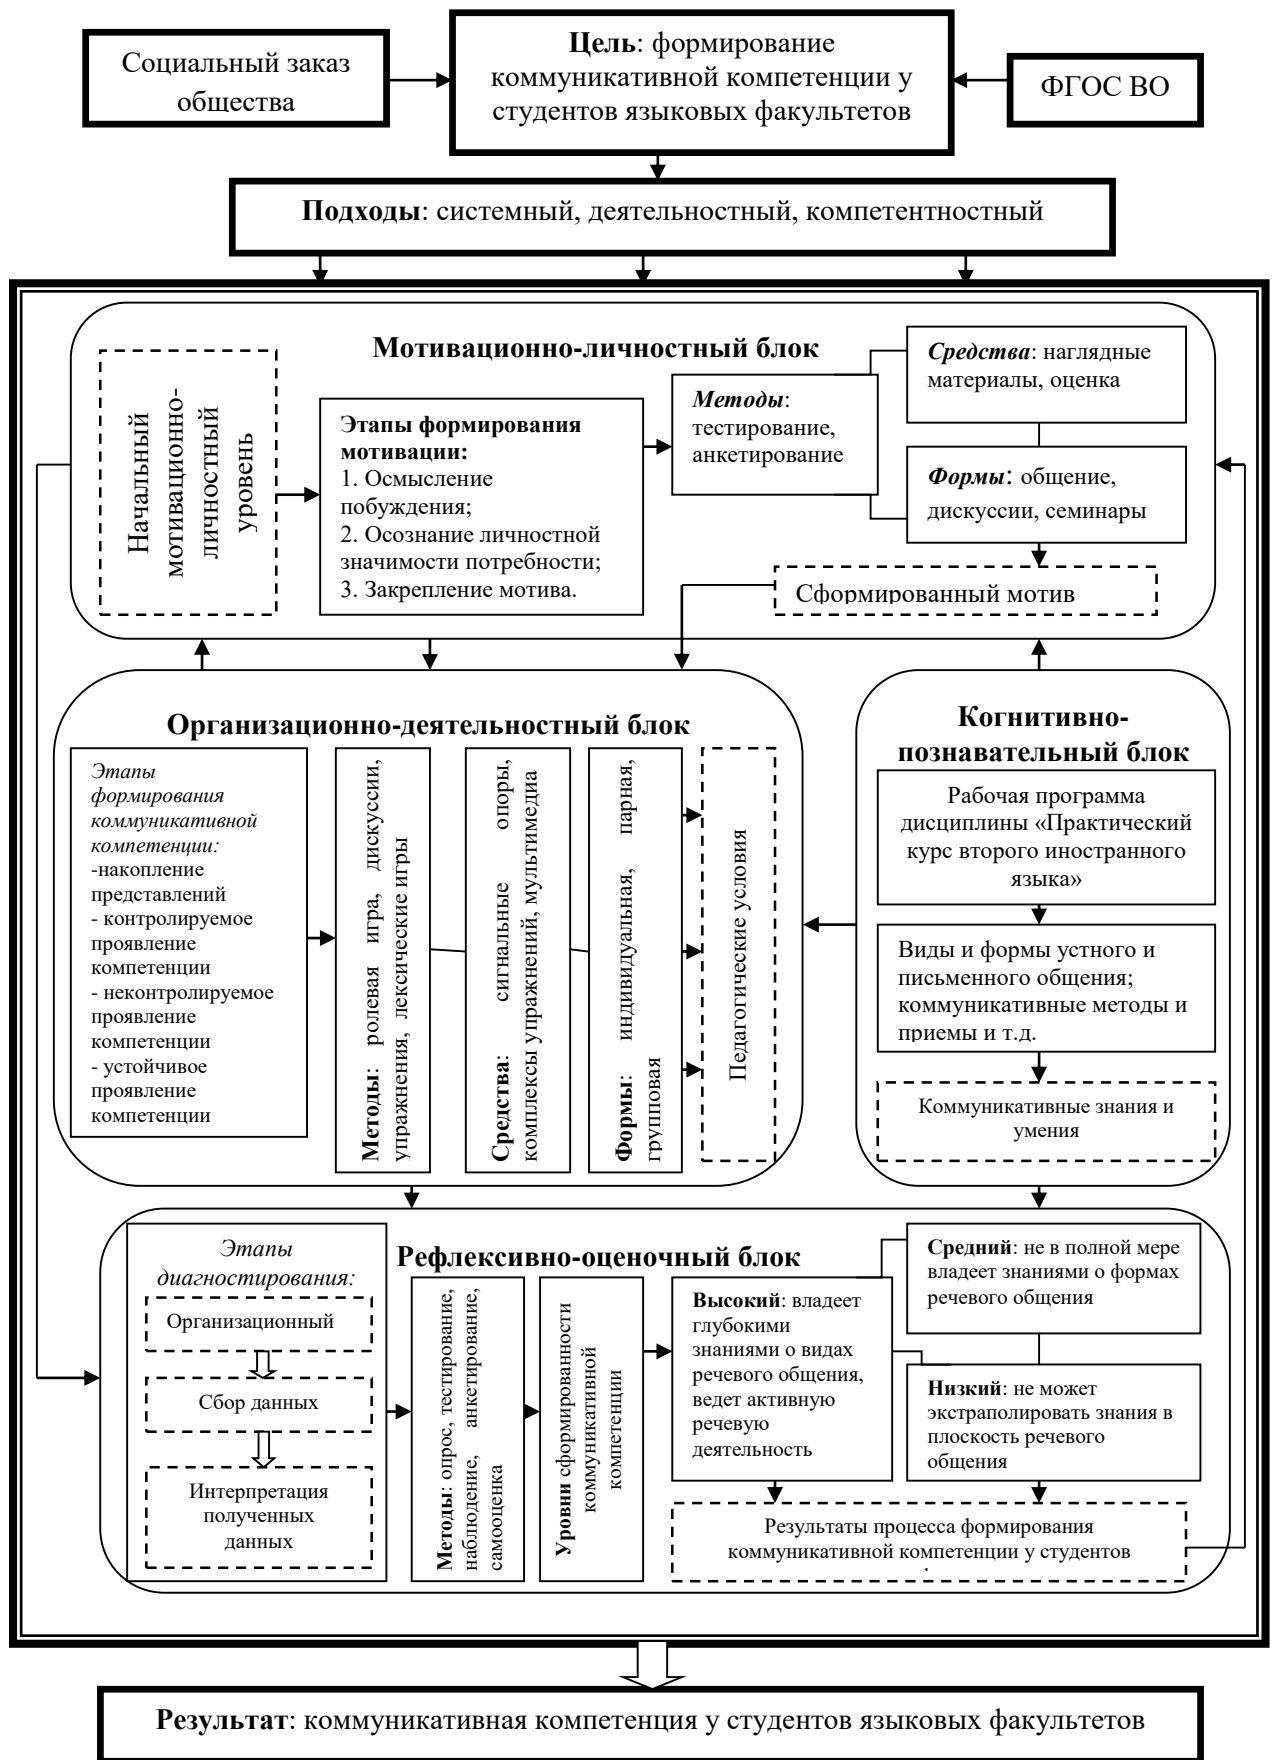 Социальный заказ
общества
Цель: формирование
коммуникативной компетенции у
студентов языковых факультетов
ФГОС ВО
Подходы: системный, деятельностный, компетентностный
Мотивационно-личностный блок
Начальный
мотивационно-
личностный
уровень
Этапы формирования
мотивации:
1. Осмысление
побуждения;
2. Осознание личностной
значимости потребности;
3. Закрепление мотива.
Методы:
тестирование,
анкетирование
Средства: наглядные
материалы, оценка
Формы: общение,
дискуссии, семинары
Сформированный мотив
Организационно-деятельностный блок
Этапы
формирования
коммуникативной
компетенции:
-накопление
представлений
- контролируемое
проявление
компетенции
- неконтролируемое
проявление
компетенции
- устойчивое
проявление
компетенции
Методы: ролевая игра, дискуссии,
упражнения, лексические игры
Средства: сигнальные опоры,
комплексы упражнений, мультимедиа
Формы: индивидуальная, парная,
групповая
Педагогические условия
Когнитивно-
познавательный блок
Рабочая программа
дисциплины «Практический
курс второго иностранного
языка»
Виды и формы устного и
письменного общения;
коммуникативные методы и
приемы и т.д.
Коммуникативные знания и
умения
Рефлексивно-оценочный блок
Этапы
диагностирования:
Организационный
Сбор данных
Интерпретация
полученных
данных
Методы: опрос, тестирование,
наблюдение, анкетирование,
самооценка
Уровни сформированности
коммуникативной
компетенции
Высокий: владеет
глубокими
знаниями о видах
речевого общения,
ведет активную
речевую
деятельность
Средний: не в полной мере
владеет знаниями о формах
речевого общения
Низкий: не может
экстраполировать знания в
плоскость речевого
общения
Результаты процесса формирования
коммуникативной компетенции у студентов
Результат: коммуникативная компетенция у студентов языковых факультетов